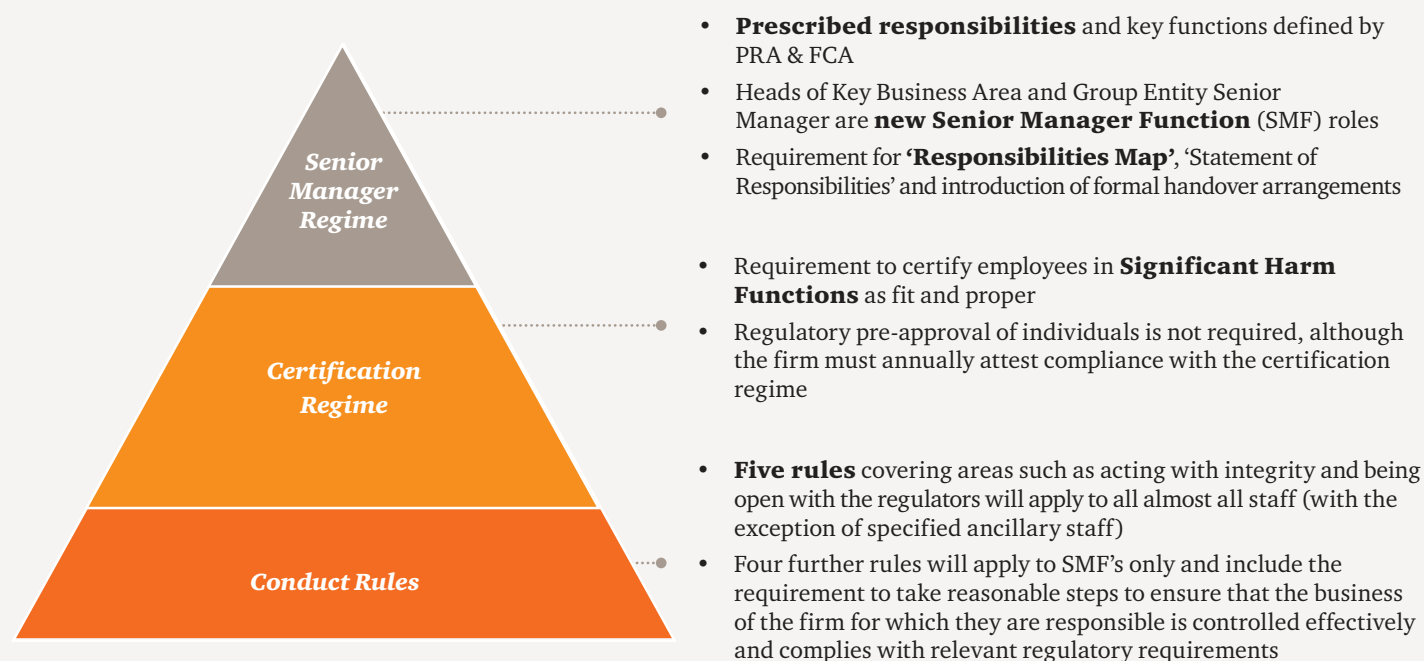 Senior
Manager
Regime
Certification
Regime
Conduct Rules
• Prescribed responsibilities and key functions defined by
PRA & FCA
• Heads of Key Business Area and Group Entity Senior
Manager are new Senior Manager Function (SMF) roles
• Requirement for ‘Responsibilities Map’, ‘Statement of
Responsibilities’ and introduction of formal handover arrangements
• Requirement to certify employees in Significant Harm
Functions as fit and proper
• Regulatory pre-approval of individuals is not required, although
the firm must annually attest compliance with the certification
regime
• Five rules covering areas such as acting with integrity and being
open with the regulators will apply to all almost all staff (with the
exception of specified ancillary staff)
• Four further rules will apply to SMF’s only and include the
requirement to take reasonable steps to ensure that the business
of the firm for which they are responsible is controlled effectively
and complies with relevant regulatory requirements